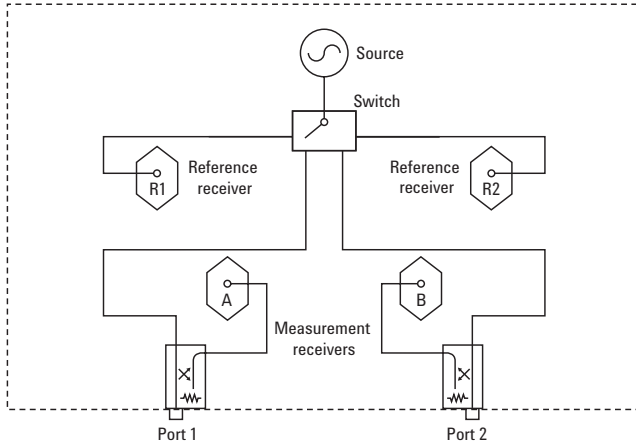 Source
Switch
Reference
receiver
R1
Reference
receiver
R2
A
B
Measurement
receivers
Port 1
Port 2